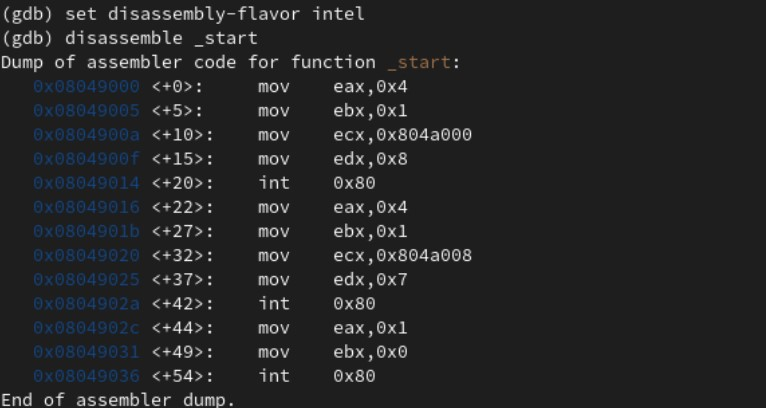 (gdb) set disassembly-flavor intel
(gdb) disassemble _start
Dump of assembler code for function _start:
   0x08049000 <+0>:     mov    eax,0x4
   0x08049005 <+5>:     mov    ebx,0x1
   0x0804900a <+10>:    mov    ecx,0x804a000
   0x0804900f <+15>:    mov    edx,0x8
   0x08049014 <+20>:    int    0x80
   0x08049016 <+22>:    mov    eax,0x4
   0x0804901b <+27>:    mov    ebx,0x1
   0x08049020 <+32>:    mov    ecx,0x804a008
   0x08049025 <+37>:    mov    edx,0x7
   0x0804902a <+42>:    int    0x80
   0x0804902c <+44>:    mov    eax,0x1
   0x08049031 <+49>:    mov    ebx,0x0
   0x08049036 <+54>:    int    0x80
End of assembler dump.